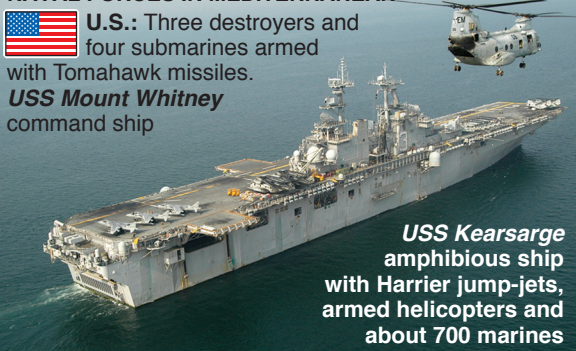 U.S.: Three destroyers and
four submarines armed
with Tomahawk missiles.
USS Mount Whitney
command ship
USS Kearsarge
amphibious ship
with Harrier jump-jets,
armed helicopters and
about 700 marines